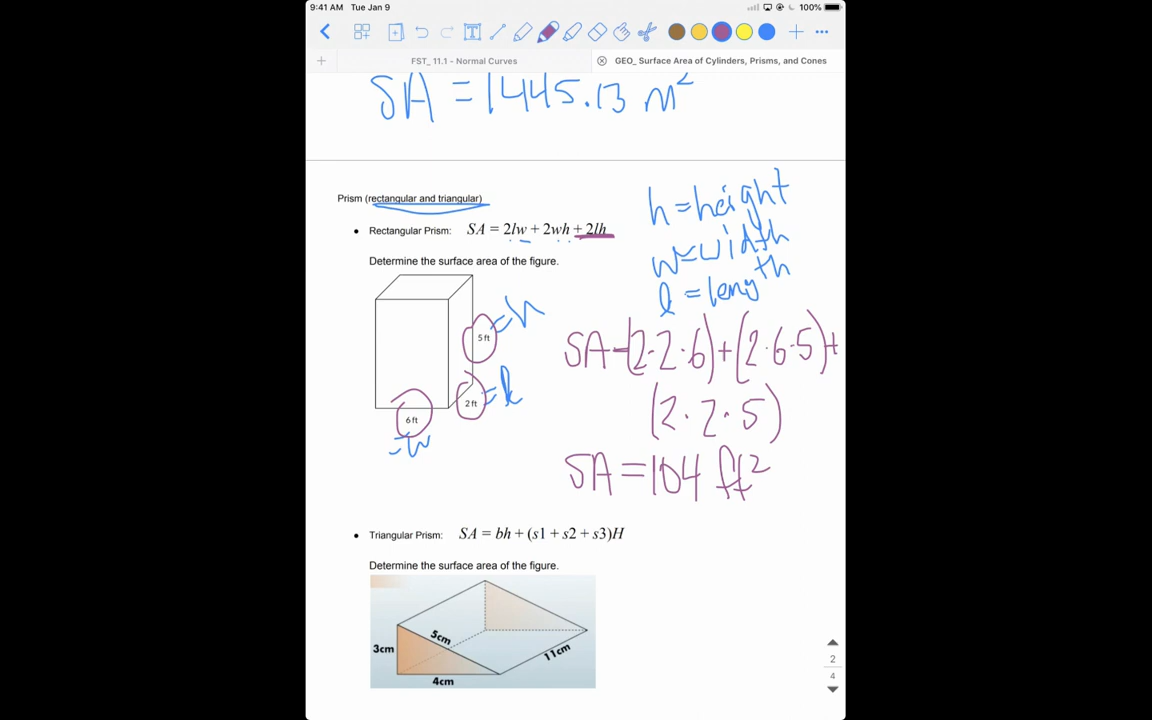 9:41 AM Tue Jan 9
100%
FST_ 11.1 - Normal Curves
GEO_ Surface Area of Cylinders, Prisms, and Cones
SA = 1445.13 m²
Prism (rectangular and triangular)
• Rectangular Prism: SA = 2lw + 2wh + 2lh
h = height
w = width
l = length
Determine the surface area of the figure.
5 ft = h
2 ft = l
6 ft
= w
SA = (2·2·6) + (2·6·5) +
(2·2·5)
SA = 104 ft²
• Triangular Prism: SA = bh + (s1 + s2 + s3)H
Determine the surface area of the figure.
5cm
3cm
11cm
4cm
2
4